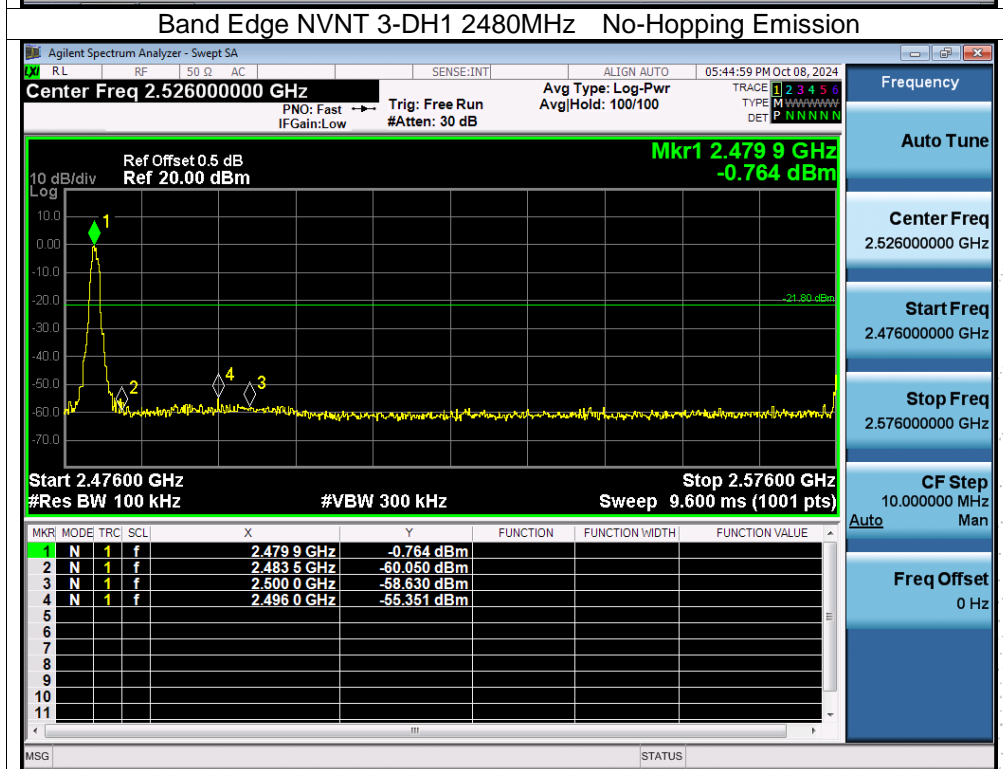 Band Edge NVNT 3-DH1 2480MHz No-Hopping Emission
Agilent Spectrum Analyzer - Swept SA
LXI RL RF 50 Ω AC SENSE:INT ALIGN AUTO 05:44:59 PM Oct 08, 2024
Center Freq 2.526000000 GHz
PNO: Fast
IFGain:Low
Trig: Free Run
#Atten: 30 dB
Avg Type: Log-Pwr
Avg|Hold: 100/100
TRACE 1 2 3 4 5 6
TYPE M WWWWW
DET P N N N N N
Mkr1 2.479 9 GHz
-0.764 dBm
Ref Offset 0.5 dB
10 dB/div Ref 20.00 dBm
Log
10.0
0.00
-10.0
-20.0
-30.0
-40.0
-50.0
-60.0
-70.0
1
2
4
3
-21.80 dBm
Start 2.47600 GHz Stop 2.57600 GHz
#Res BW 100 kHz #VBW 300 kHz Sweep 9.600 ms (1001 pts)
MKR MODE TRC SCL X Y FUNCTION FUNCTION WIDTH FUNCTION VALUE
1 N 1 f 2.479 9 GHz -0.764 dBm
2 N 1 f 2.483 5 GHz -60.050 dBm
3 N 1 f 2.500 0 GHz -58.630 dBm
4 N 1 f 2.496 0 GHz -55.351 dBm
5
6
7
8
9
10
11
MSG STATUS
Frequency
Auto Tune
Center Freq
2.526000000 GHz
Start Freq
2.476000000 GHz
Stop Freq
2.576000000 GHz
CF Step
10.000000 MHz
Auto Man
Freq Offset
0 Hz